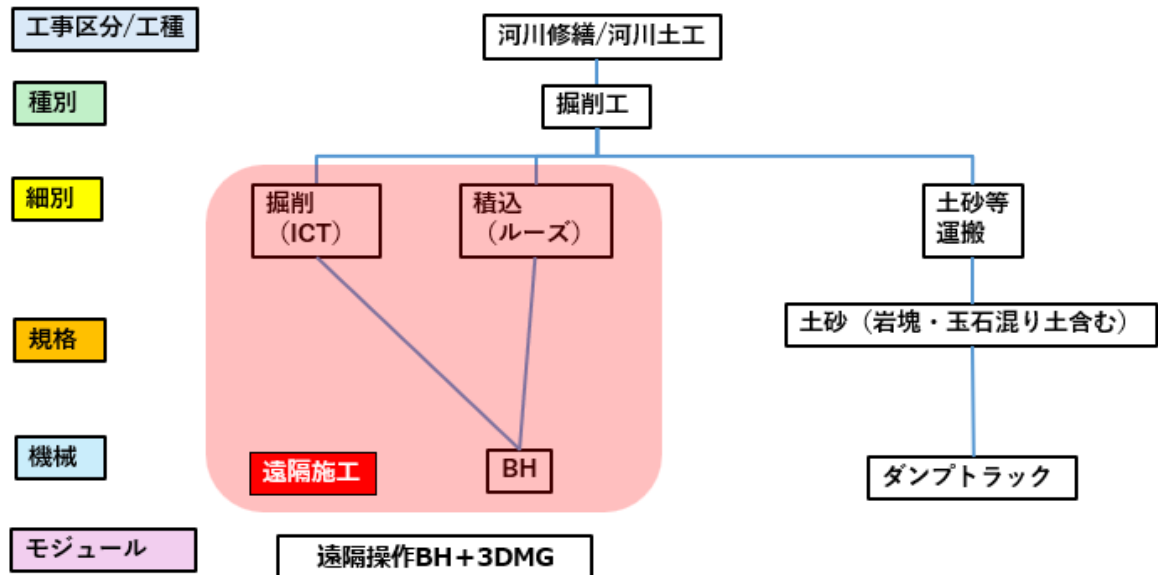 工事区分/工種
河川修繕/河川土工
種別
掘削工
細別
掘削
（ICT）
積込
（ルーズ）
土砂等
運搬
規格
土砂（岩塊・玉石混り土含む）
機械
遠隔施工
BH
ダンプトラック
モジュール
遠隔操作BH＋3DMG